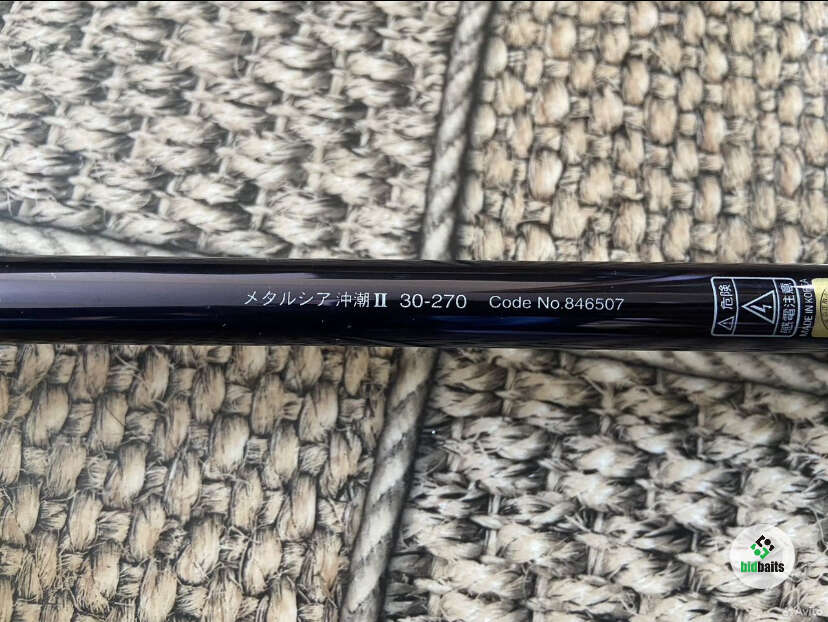 メタルシア沖潮II 30-270 Code No.846507
危険
感電注意
MADE IN KOREA
bidbaits
Avito